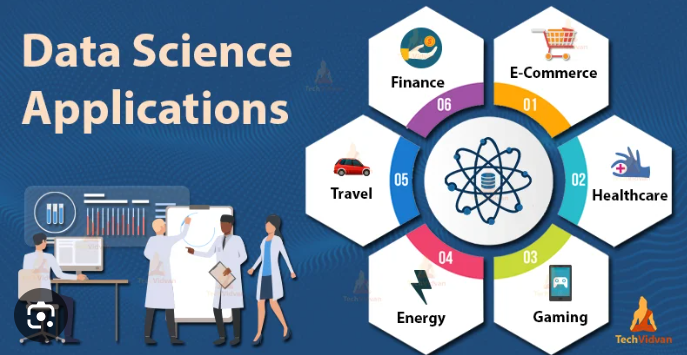 Data Science
Applications
Finance
06
E-Commerce
01
Travel
05
02
Healthcare
04
03
Energy
Gaming
TechVidvan